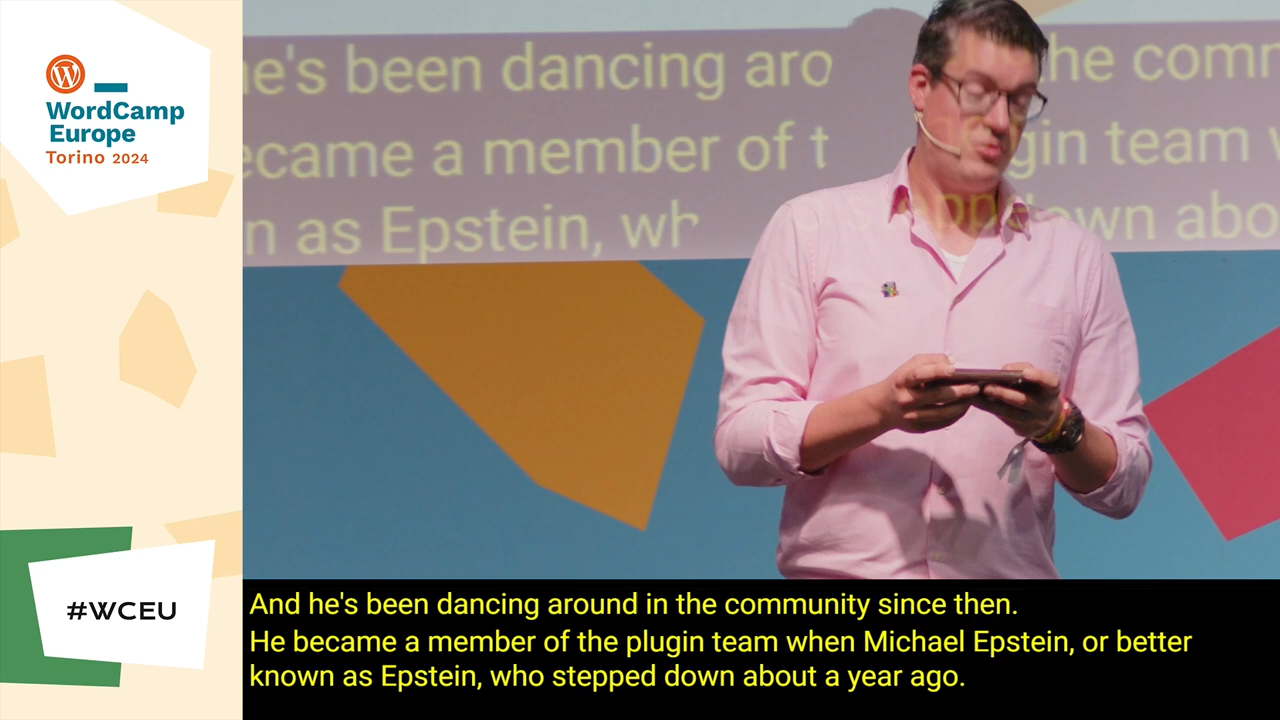 WordCamp
Europe
Torino 2024
he's been dancing aro he comm
ecame a member of t gin team w
n as Epstein, wh own abo
#WCEU
And he's been dancing around in the community since then.
He became a member of the plugin team when Michael Epstein, or better
known as Epstein, who stepped down about a year ago.